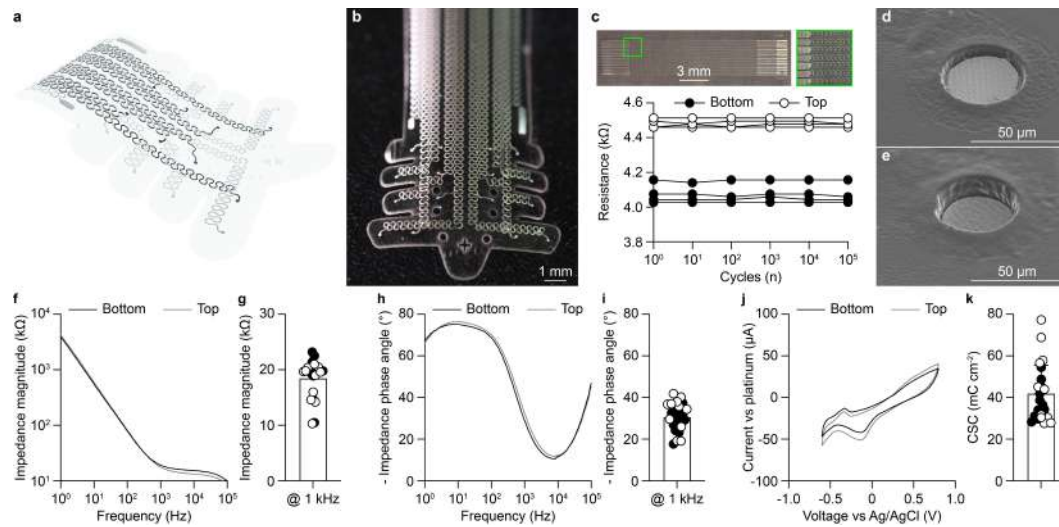 a
b
1 mm
c
3 mm
Bottom
Top
Resistance (kΩ)
4.6
4.4
4.2
4.0
3.8
10⁰ 10¹ 10² 10³ 10⁴ 10⁵
Cycles (n)
d
50 µm
e
50 µm
f
Bottom
Top
Impedance magnitude (kΩ)
10⁴
10³
10²
10¹
10⁰ 10¹ 10² 10³ 10⁴ 10⁵
Frequency (Hz)
g
Impedance magnitude (kΩ)
30
20
10
0
@ 1 kHz
h
Bottom
Top
- Impedance phase angle (°)
80
60
40
20
0
10⁰ 10¹ 10² 10³ 10⁴ 10⁵
Frequency (Hz)
i
- Impedance phase angle (°)
80
60
40
20
0
@ 1 kHz
j
Bottom
Top
Current vs platinum (µA)
100
50
0
-50
-100
-1.0 -0.5 0.0 0.5 1.0
Voltage vs Ag/AgCl (V)
k
CSC (mC cm⁻²)
80
60
40
20
0